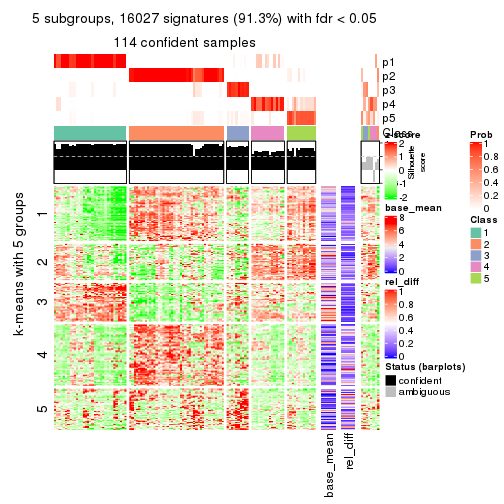 5 subgroups, 16027 signatures (91.3%) with fdr < 0.05
114 confident samples
p1
p2
p3
p4
p5
Class
z-score
2
1
0
-1
-2
Silhouette
score
Prob
1
0.8
0.6
0.4
0.2
0
base_mean
8
6
4
2
0
Class
1
2
3
4
5
rel_diff
1
0.8
0.6
0.4
0.2
0
Status (barplots)
confident
ambiguous
k-means with 5 groups
1
2
3
4
5
base_mean
rel_diff